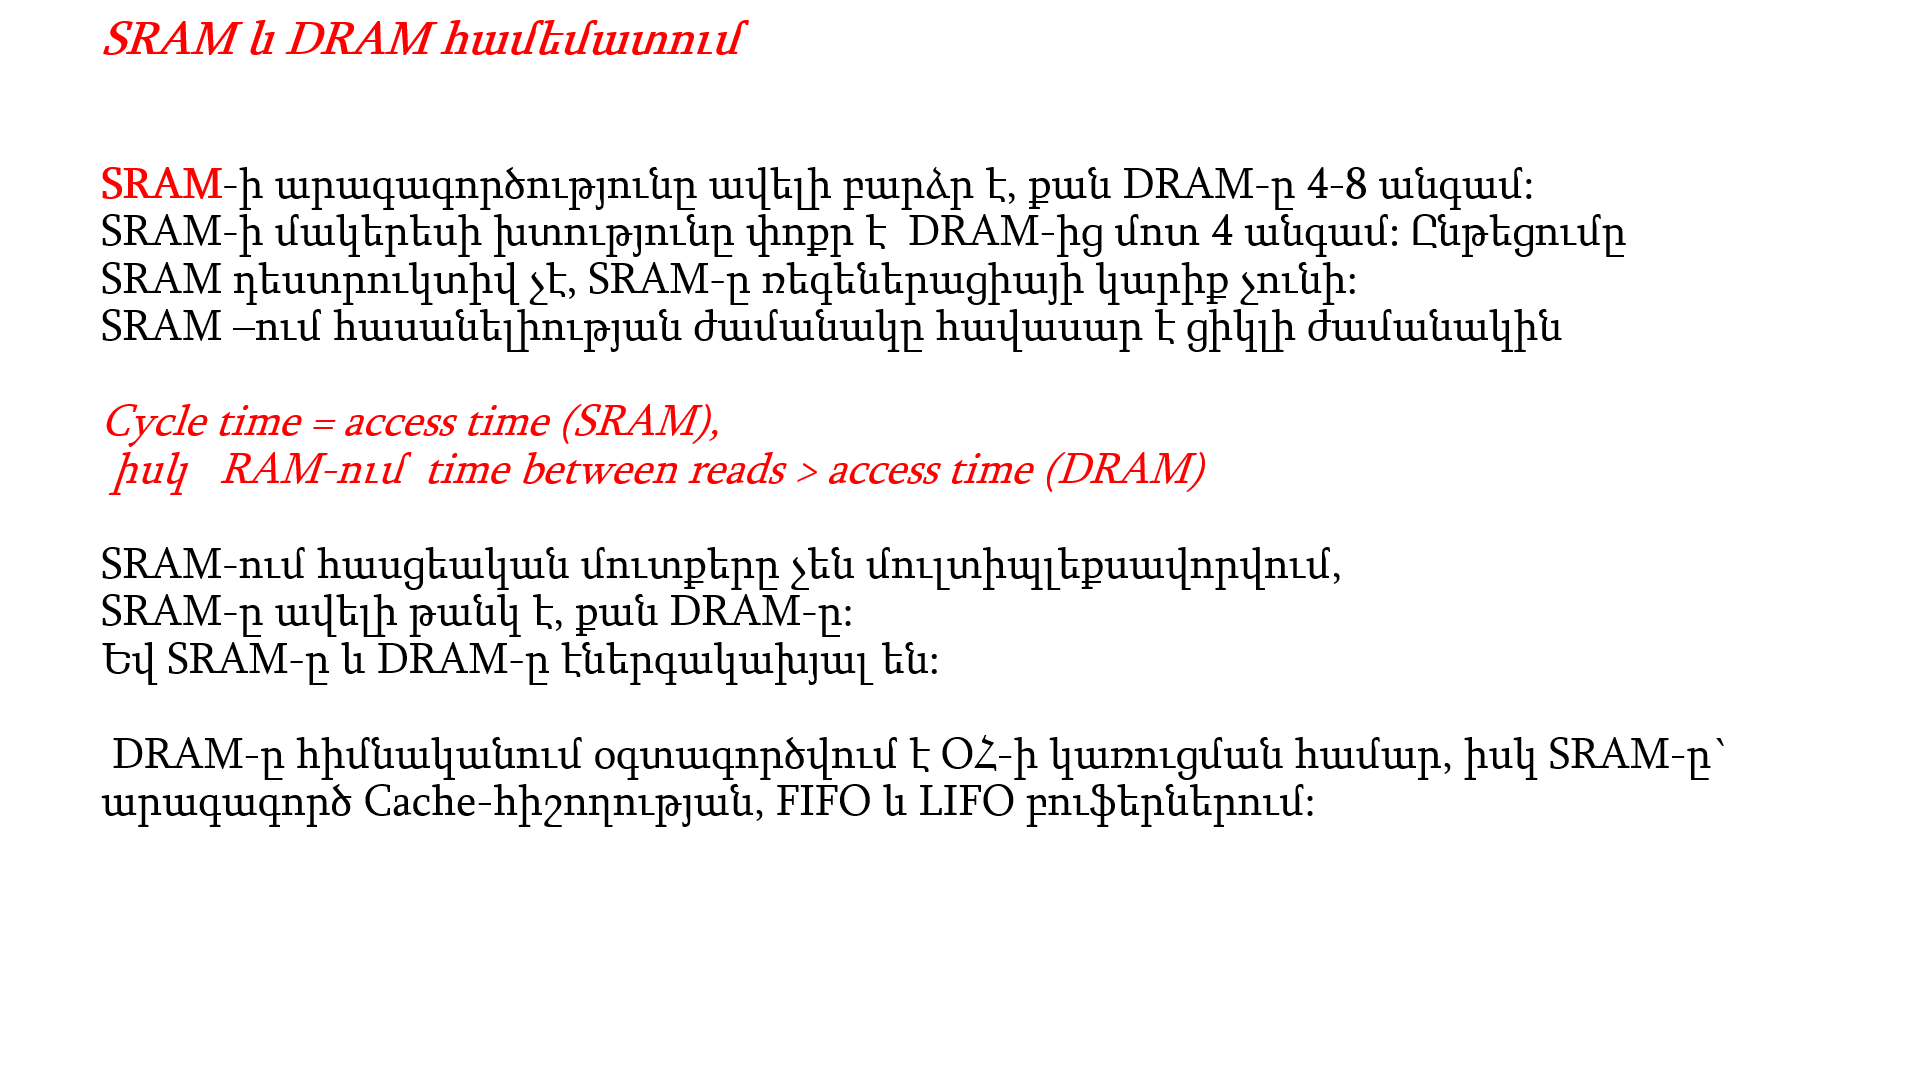 SRAM և DRAM համեմատում
SRAM-ի արագագործությունը ավելի բարձր է, քան DRAM-ը 4-8 անգամ:
SRAM-ի մակերեսի խտությունը փոքր է  DRAM-ից մոտ 4 անգամ: Ընթեցումը
SRAM դեստրուկտիվ չէ, SRAM-ը ռեգեներացիայի կարիք չունի:
SRAM –ում հասանելիության ժամանակը հավասար է ցիկլի ժամանակին
Cycle time = access time (SRAM),
իսկ   RAM-ում  time between reads > access time (DRAM)
SRAM-ում հասցեական մուտքերը չեն մուլտիպլեքսավորվում,
SRAM-ը ավելի թանկ է, քան DRAM-ը:
Եվ SRAM-ը և DRAM-ը էներգակախյալ են:
DRAM-ը հիմնականում օգտագործվում է ՕՀ-ի կառուցման համար, իսկ SRAM-ը`
արագագործ Cache-հիշողության, FIFO և LIFO բուֆերներում: